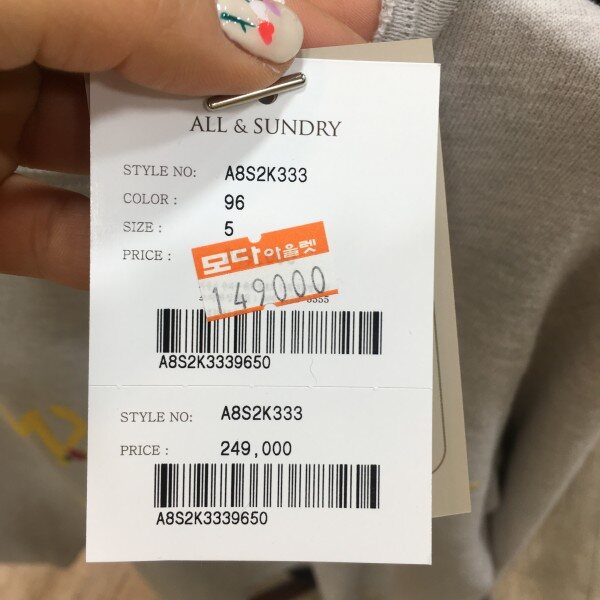 ALL & SUNDRY
STYLE NO: A8S2K333
COLOR : 96
SIZE : 5
PRICE :
모다아울렛
149000
A8S2K3339650
STYLE NO: A8S2K333
PRICE : 249,000
A8S2K3339650